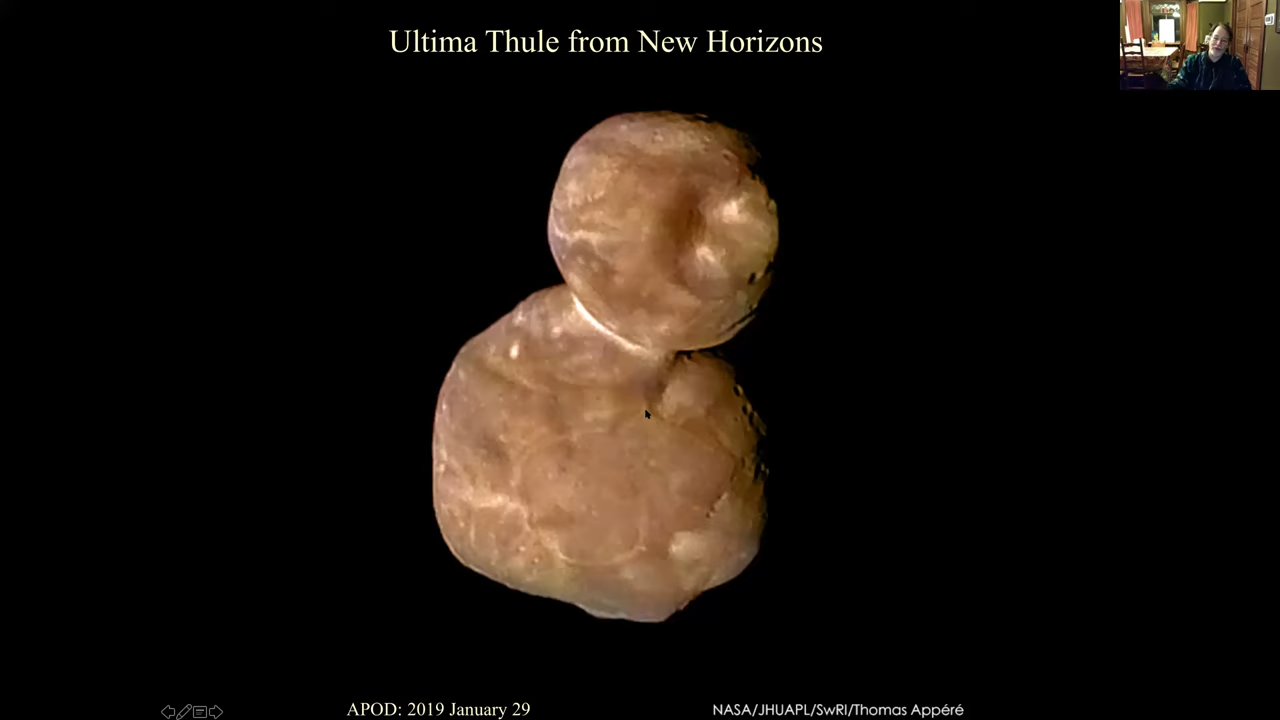 Ultima Thule from New Horizons
APOD: 2019 January 29
NASA/JHUAPL/SwRI/Thomas Appéré